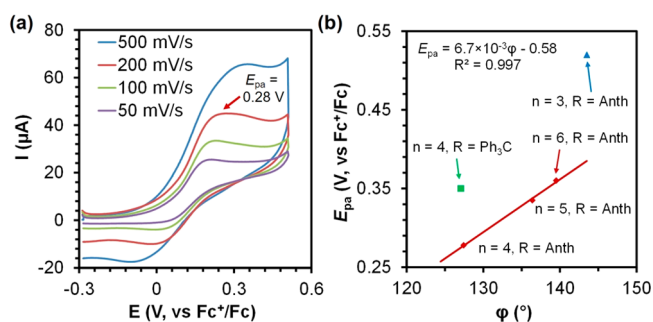 (a)
500 mV/s
200 mV/s
100 mV/s
50 mV/s
Epa =
0.28 V
80
60
40
20
0
-20
I (µA)
-0.3
0
0.3
0.6
E (V, vs Fc⁺/Fc)
(b)
Epa = 6.7×10⁻³φ - 0.58
R² = 0.997
n = 3, R = Anth
n = 4, R = Ph₃C
n = 6, R = Anth
n = 5, R = Anth
n = 4, R = Anth
0.55
0.45
0.35
0.25
Epa (V, vs Fc⁺/Fc)
120
130
140
150
φ (°)